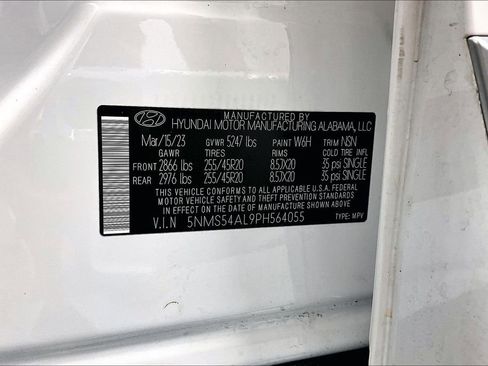 MANUFACTURED BY
HYUNDAI MOTOR MANUFACTURING ALABAMA, LLC
Mar/15/23 GVWR 5247 lbs PAINT W6H TRIM NSN
GAWR TIRES RIMS COLD TIRE INFL
FRONT 2866 lbs 255/45R20 8.5JX20 35 psi SINGLE
REAR 2976 lbs 255/45R20 8.5JX20 35 psi SINGLE
THIS VEHICLE CONFORMS TO ALL APPLICABLE U.S. FEDERAL
MOTOR VEHICLE SAFETY AND THEFT PREVENTION STANDARDS
IN EFFECT ON THE DATE OF MANUFACTURE SHOWN ABOVE.
V.I.N 5NMS54AL9PH564055 TYPE: MPV